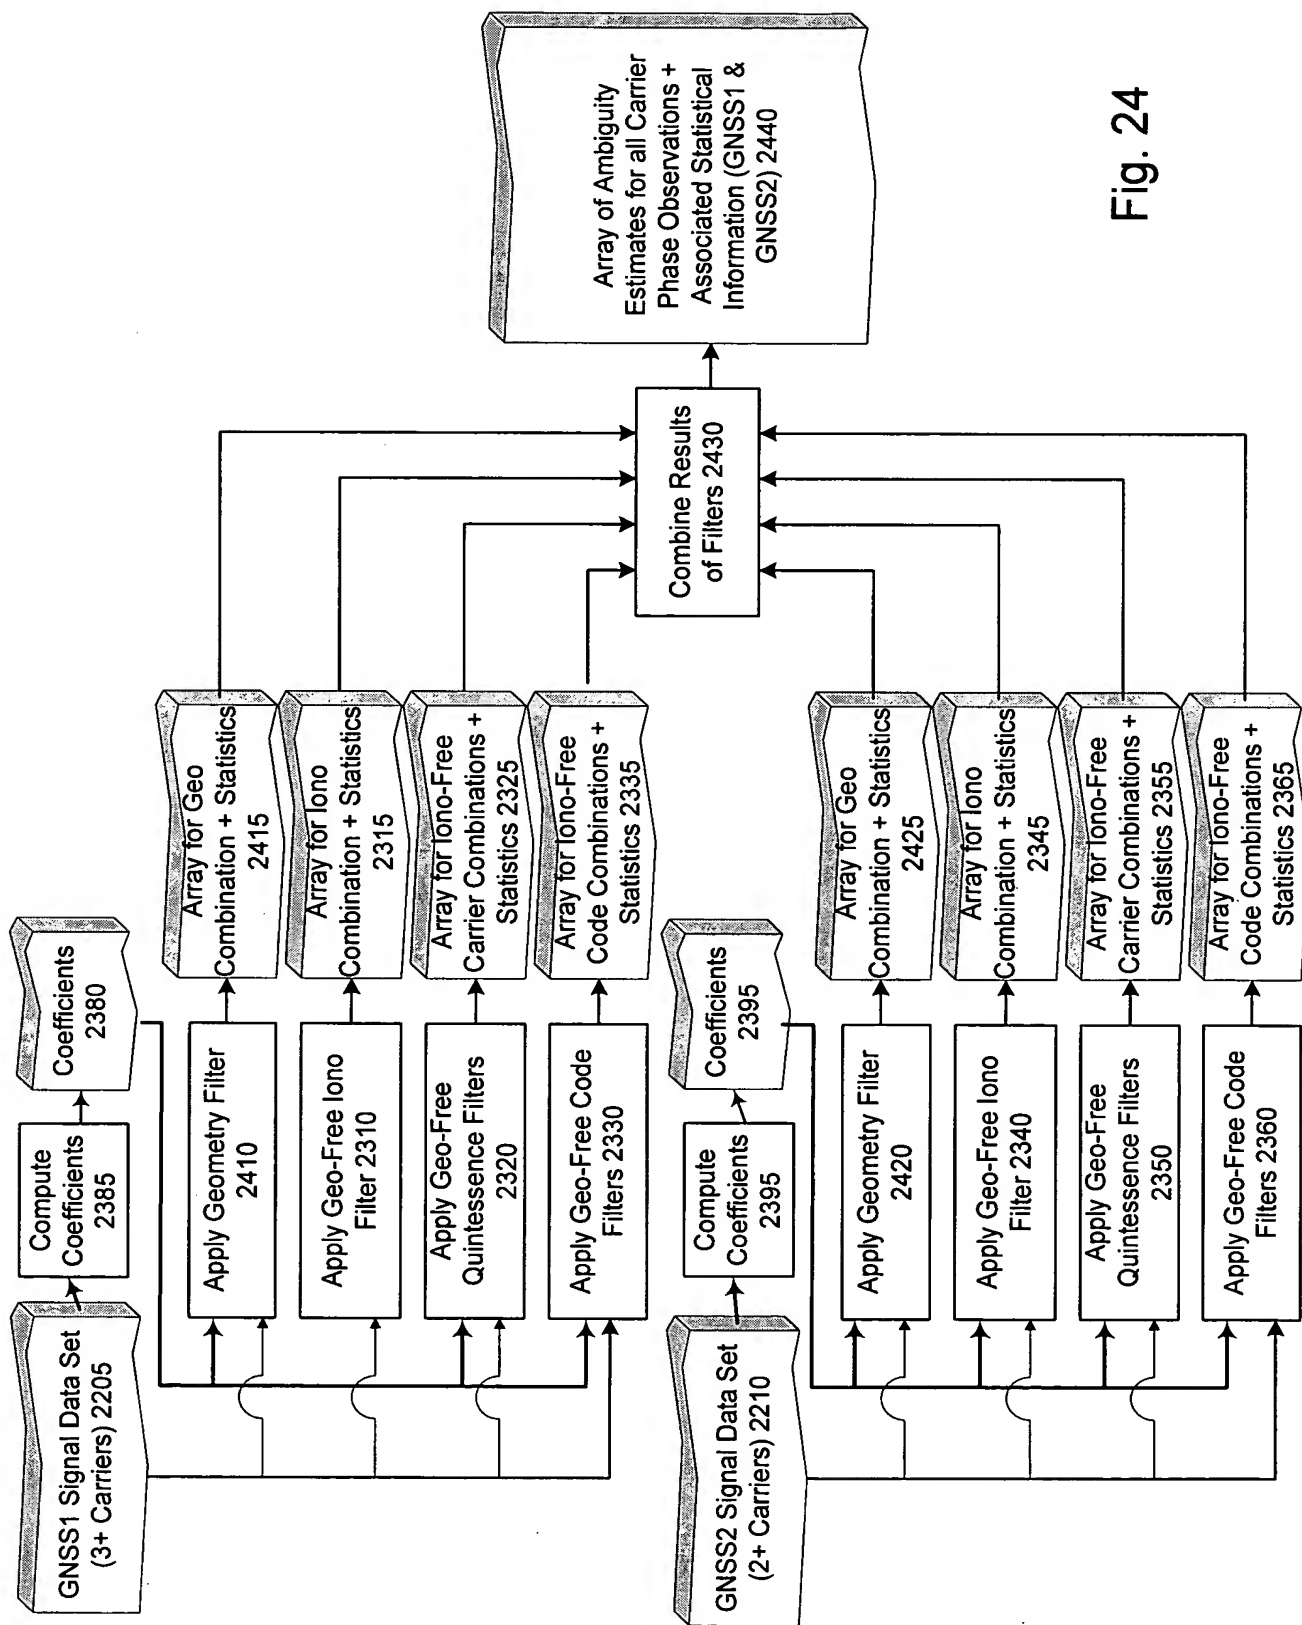 GNSS1 Signal Data Set
(3+ Carriers) 2205
Compute
Coefficients
2385
Coefficients
2380
Apply Geometry Filter
2410
Array for Geo
Combination + Statistics
2415
Apply Geo-Free Iono
Filter 2310
Array for Iono
Combination + Statistics
2315
Apply Geo-Free
Quintessence Filters
2320
Array for Iono-Free
Carrier Combinations +
Statistics 2325
Apply Geo-Free Code
Filters 2330
Array for Iono-Free
Code Combinations +
Statistics 2335
GNSS2 Signal Data Set
(2+ Carriers) 2210
Compute
Coefficients
2395
Coefficients
2395
Apply Geometry Filter
2420
Array for Geo
Combination + Statistics
2425
Apply Geo-Free Iono
Filter 2340
Array for Iono
Combination + Statistics
2345
Apply Geo-Free
Quintessence Filters
2350
Array for Iono-Free
Carrier Combinations +
Statistics 2355
Apply Geo-Free Code
Filters 2360
Array for Iono-Free
Code Combinations +
Statistics 2365
Combine Results
of Filters 2430
Array of Ambiguity
Estimates for all Carrier
Phase Observations +
Associated Statistical
Information (GNSS1 &
GNSS2) 2440
Fig. 24